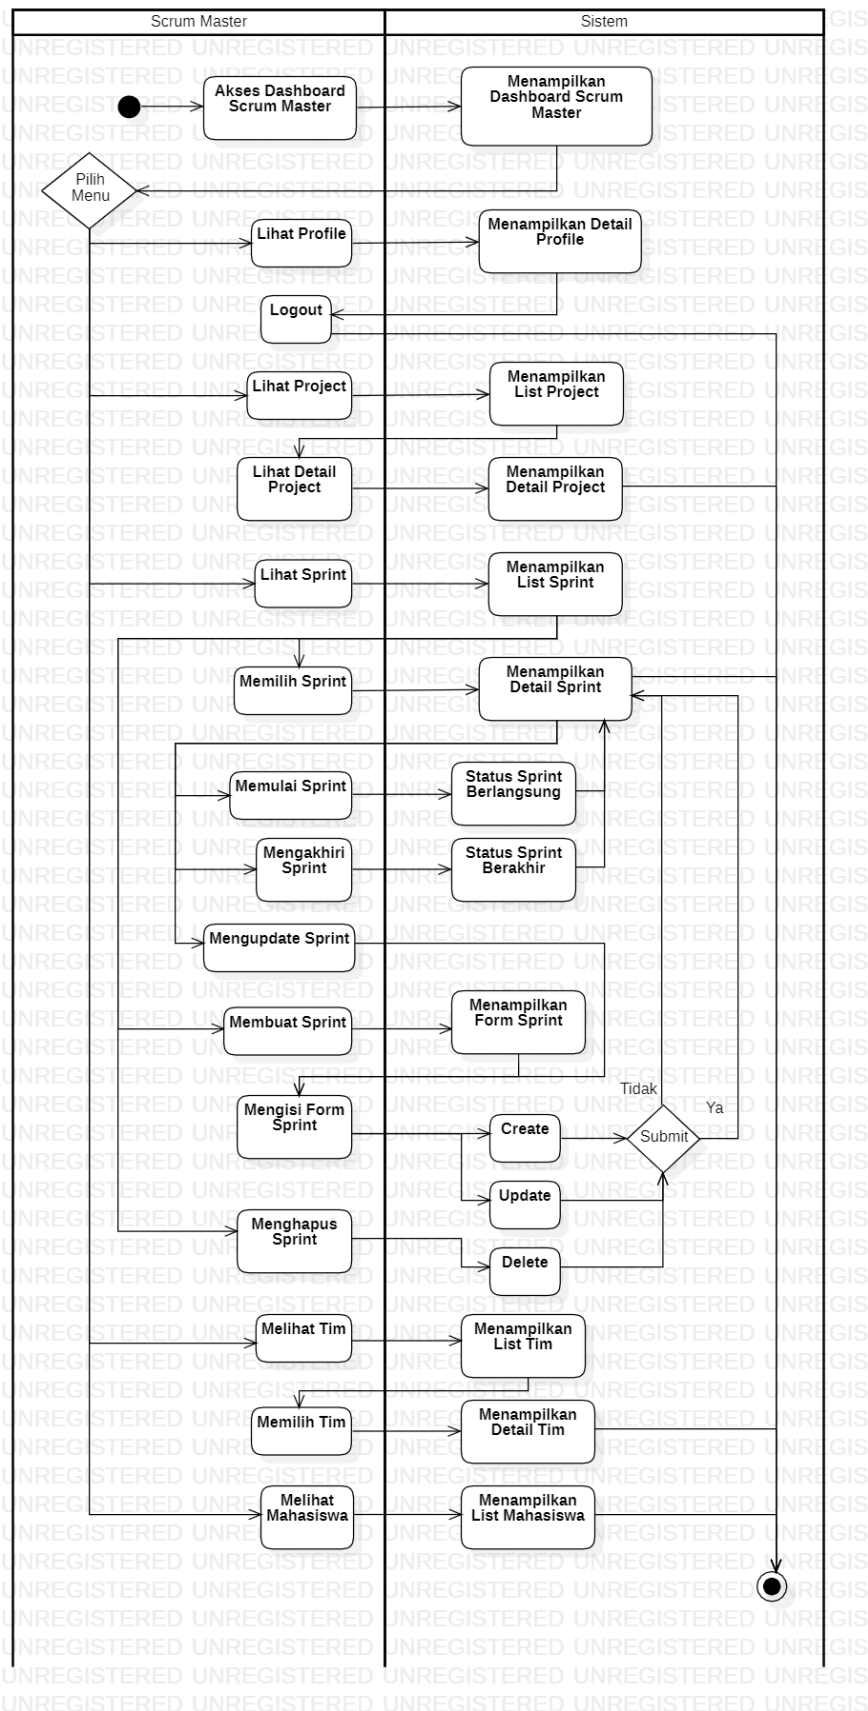 Scrum Master
Sistem
Akses Dashboard
Scrum Master
Menampilkan
Dashboard Scrum
Master
Pilih
Menu
Lihat Profile
Menampilkan Detail
Profile
Logout
Lihat Project
Menampilkan
List Project
Lihat Detail
Project
Menampilkan
Detail Project
Lihat Sprint
Menampilkan
List Sprint
Memilih Sprint
Menampilkan
Detail Sprint
Memulai Sprint
Status Sprint
Berlangsung
Mengakhiri
Sprint
Status Sprint
Berakhir
Mengupdate Sprint
Membuat Sprint
Menampilkan
Form Sprint
Mengisi Form
Sprint
Create
Tidak
Ya
Submit
Update
Menghapus
Sprint
Delete
Melihat Tim
Menampilkan
List Tim
Memilih Tim
Menampilkan
Detail Tim
Melihat
Mahasiswa
Menampilkan
List Mahasiswa
UNREGISTERED